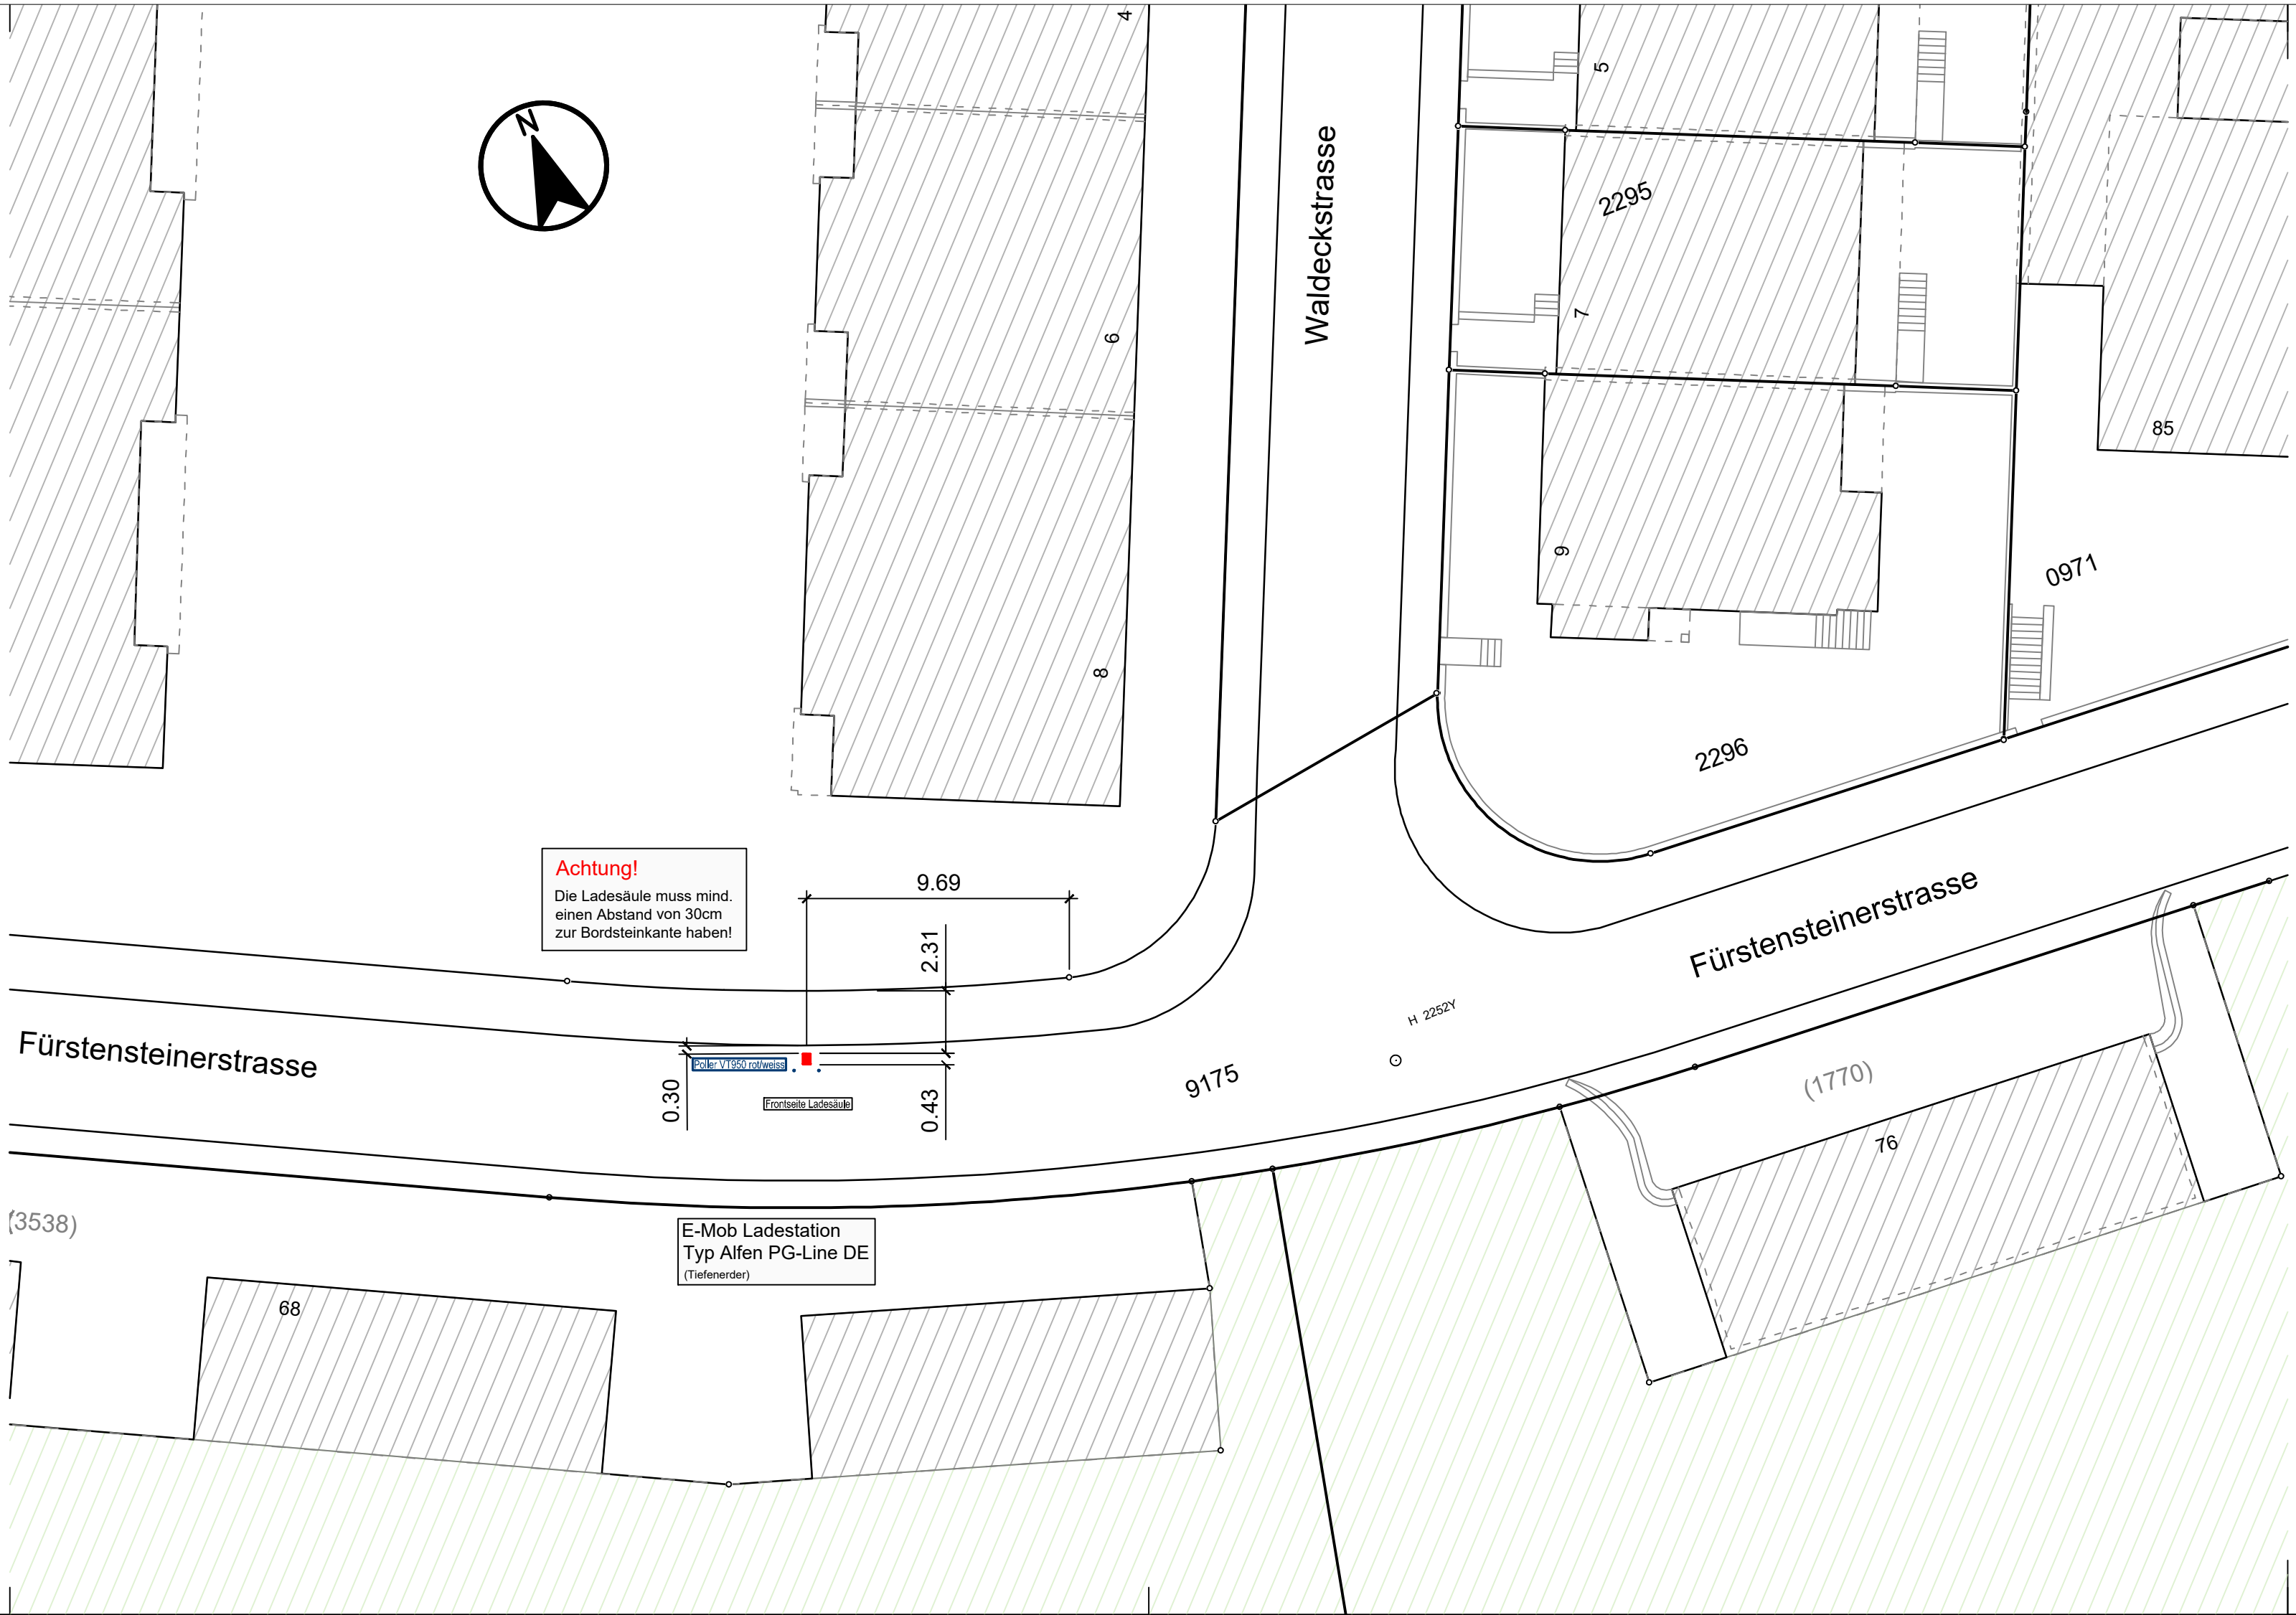 4
5
N
Waldeckstrasse
2295
7
6
85
9
0971
8
2296
Achtung!
Die Ladesäule muss mind.
einen Abstand von 30cm
zur Bordsteinkante haben!
9.69
2.31
Fürstensteinerstrasse
H 2252Y
Fürstensteinerstrasse
Poller VT950 rot/weiss
9175
(1770)
0.30
Frontseite Ladesäule
0.43
76
(3538)
E-Mob Ladestation
Typ Alfen PG-Line DE
(Tiefenerder)
68